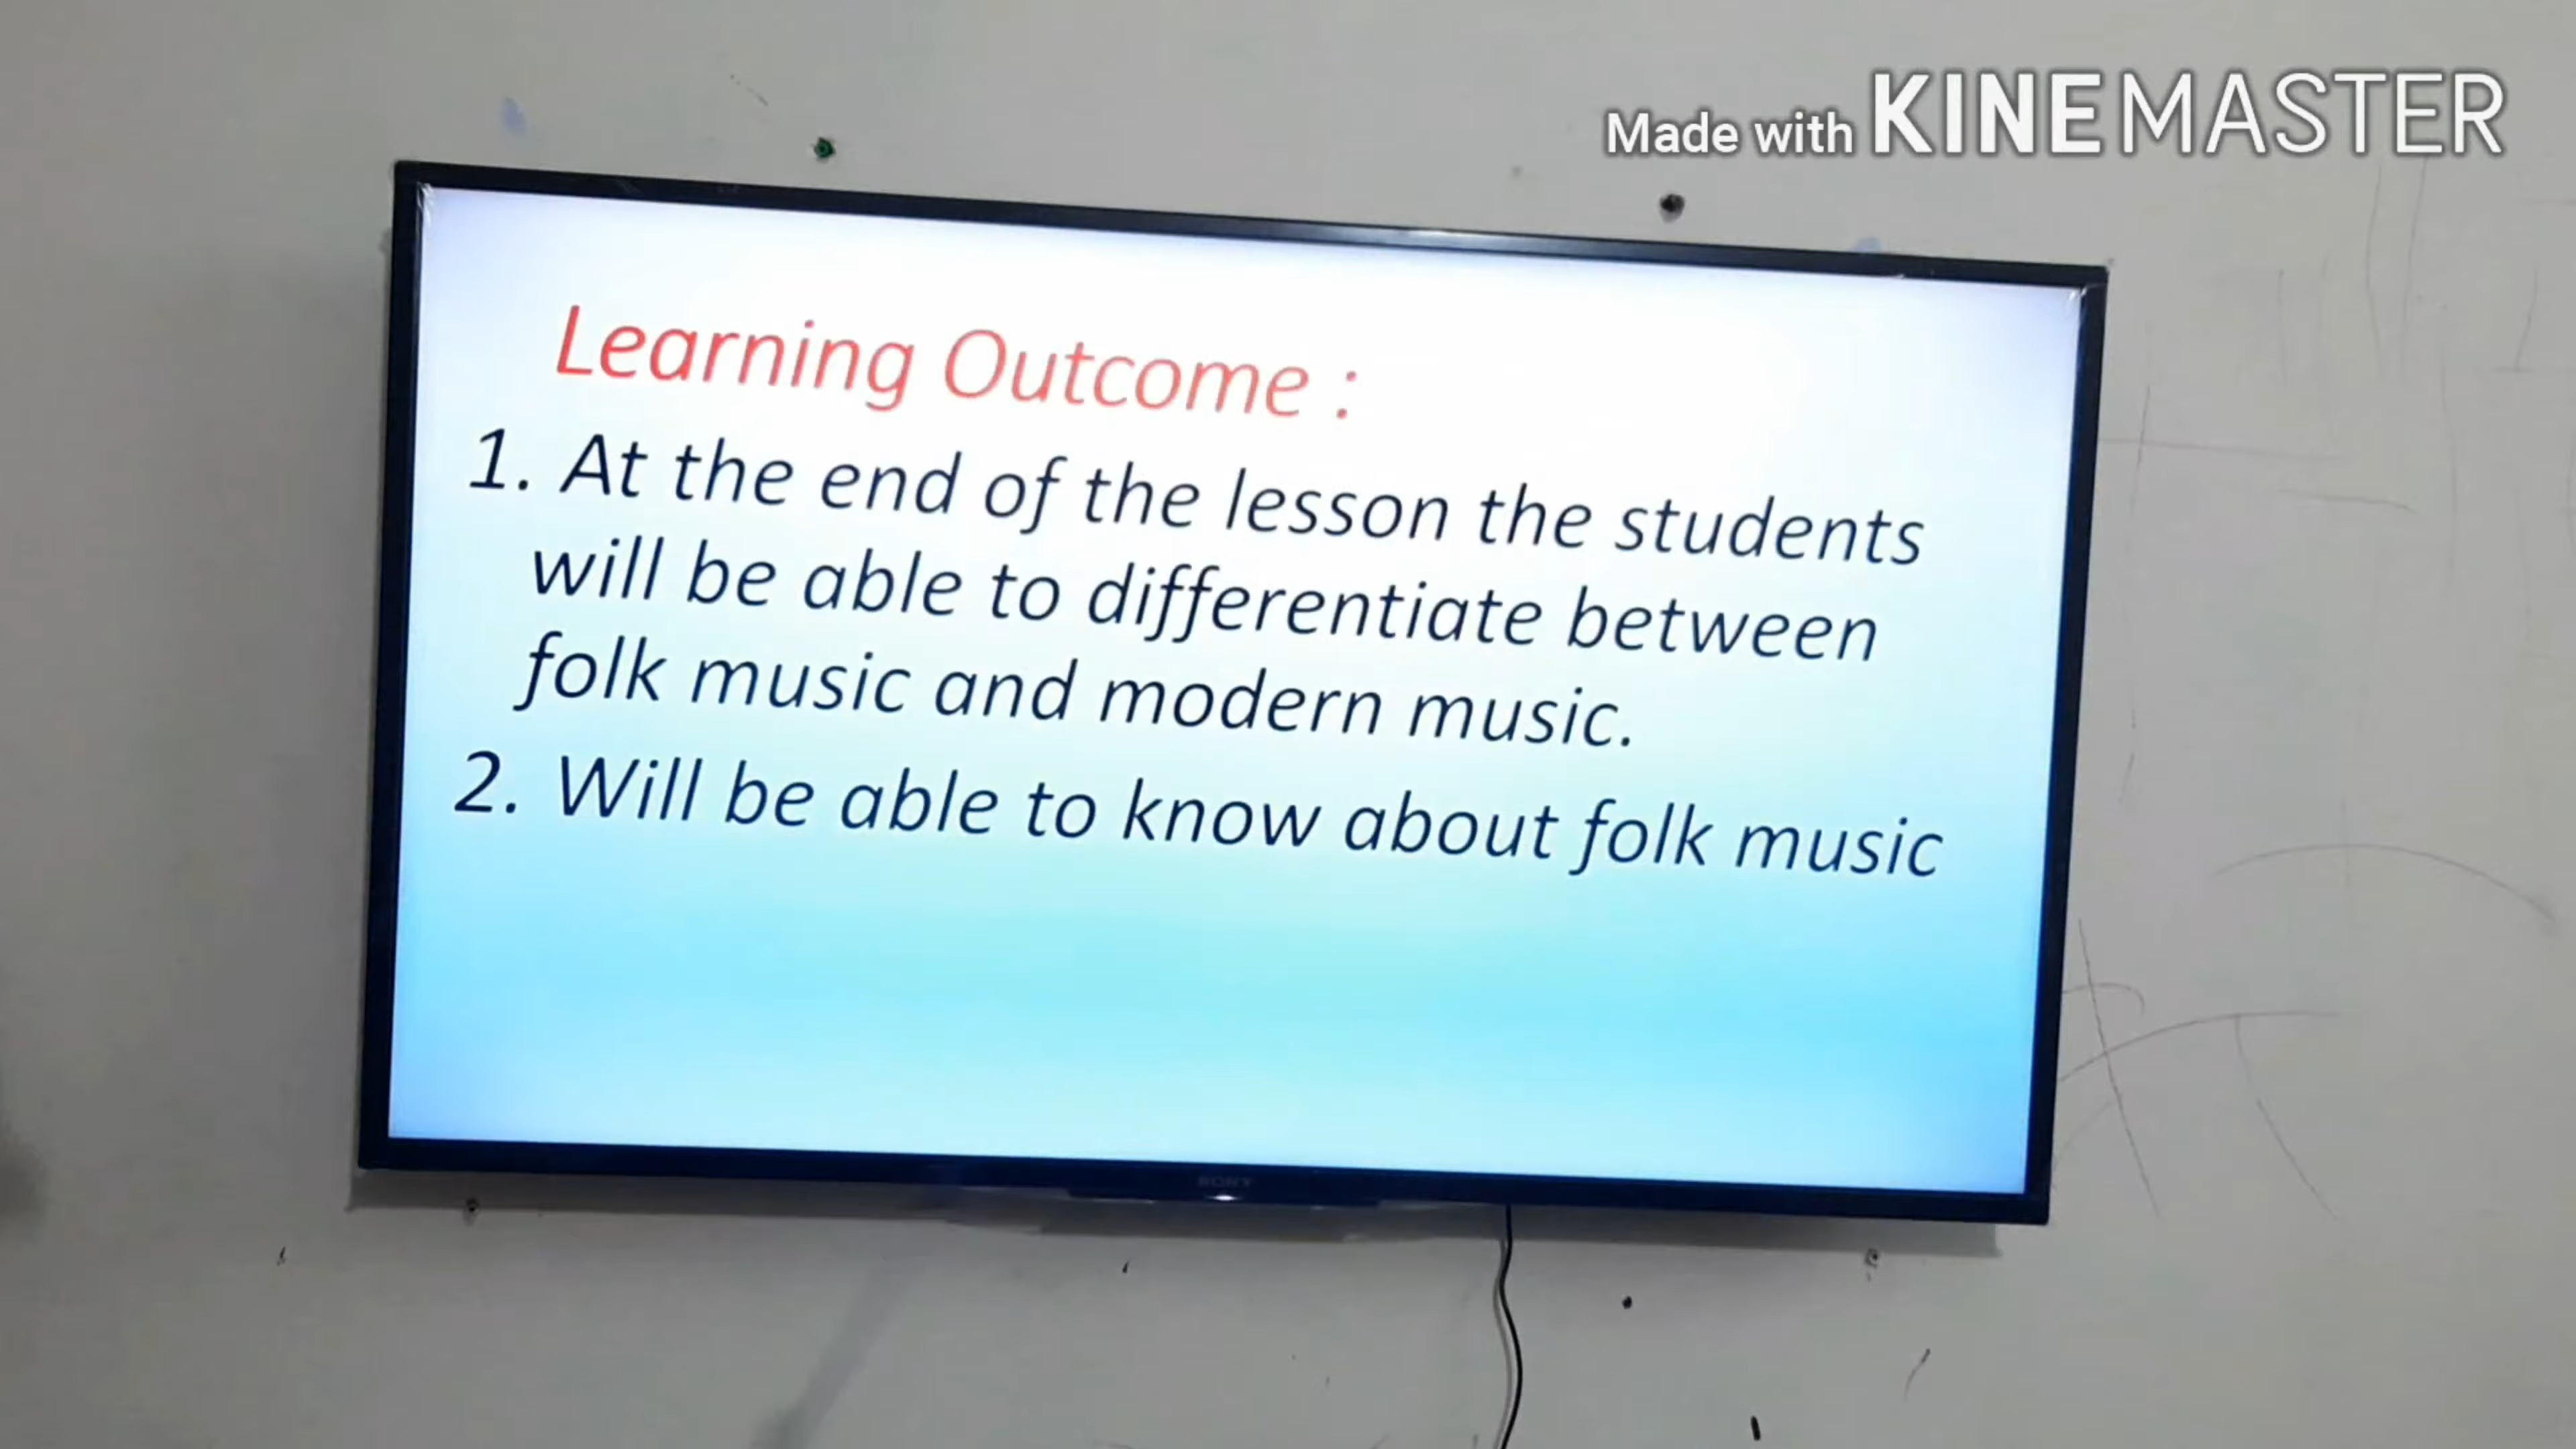 Made with KINEMASTER
Learning Outcome :
1. At the end of the lesson the students
will be able to differentiate between
folk music and modern music.
2. Will be able to know about folk music
SONY